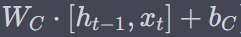 W_C · [h_{t−1}, x_t] + b_C